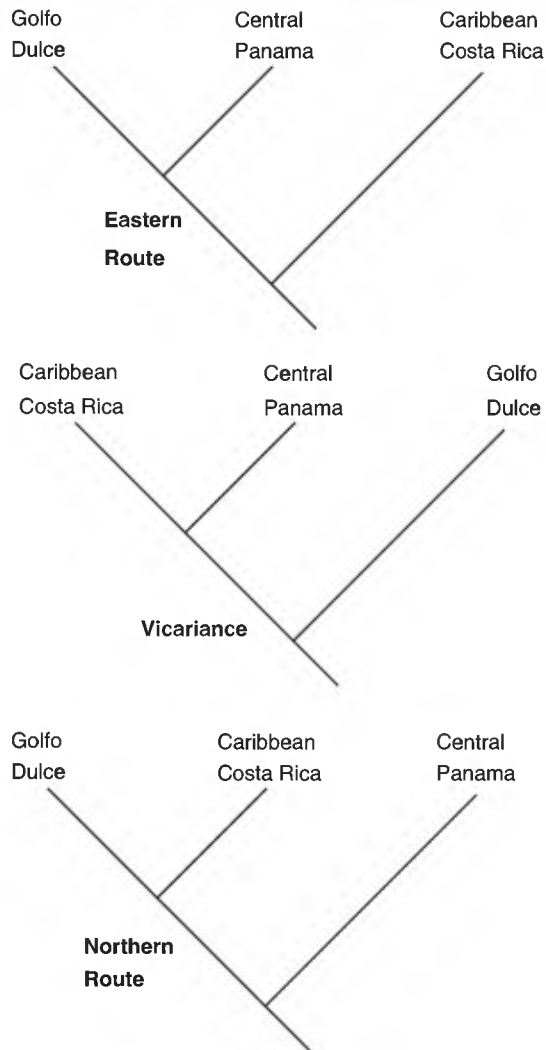 Golfo
Dulce
Central
Panama
Caribbean
Costa Rica
Eastern
Route
Caribbean
Costa Rica
Central
Panama
Golfo
Dulce
Vicariance
Golfo
Dulce
Caribbean
Costa Rica
Central
Panama
Northern
Route